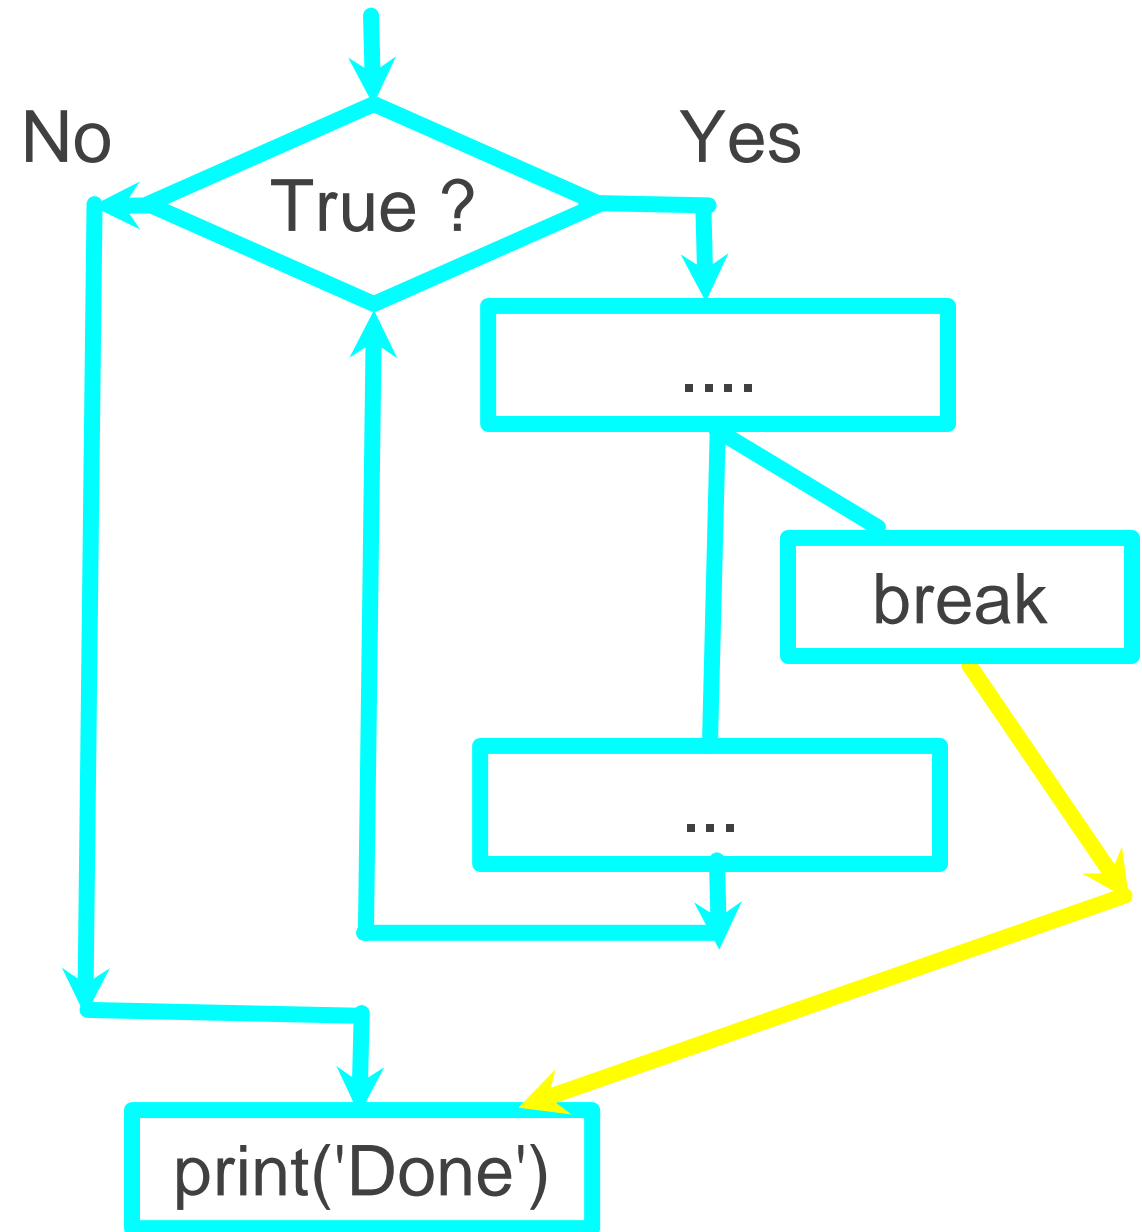 No
Yes
True ?
....
break
...
print('Done')